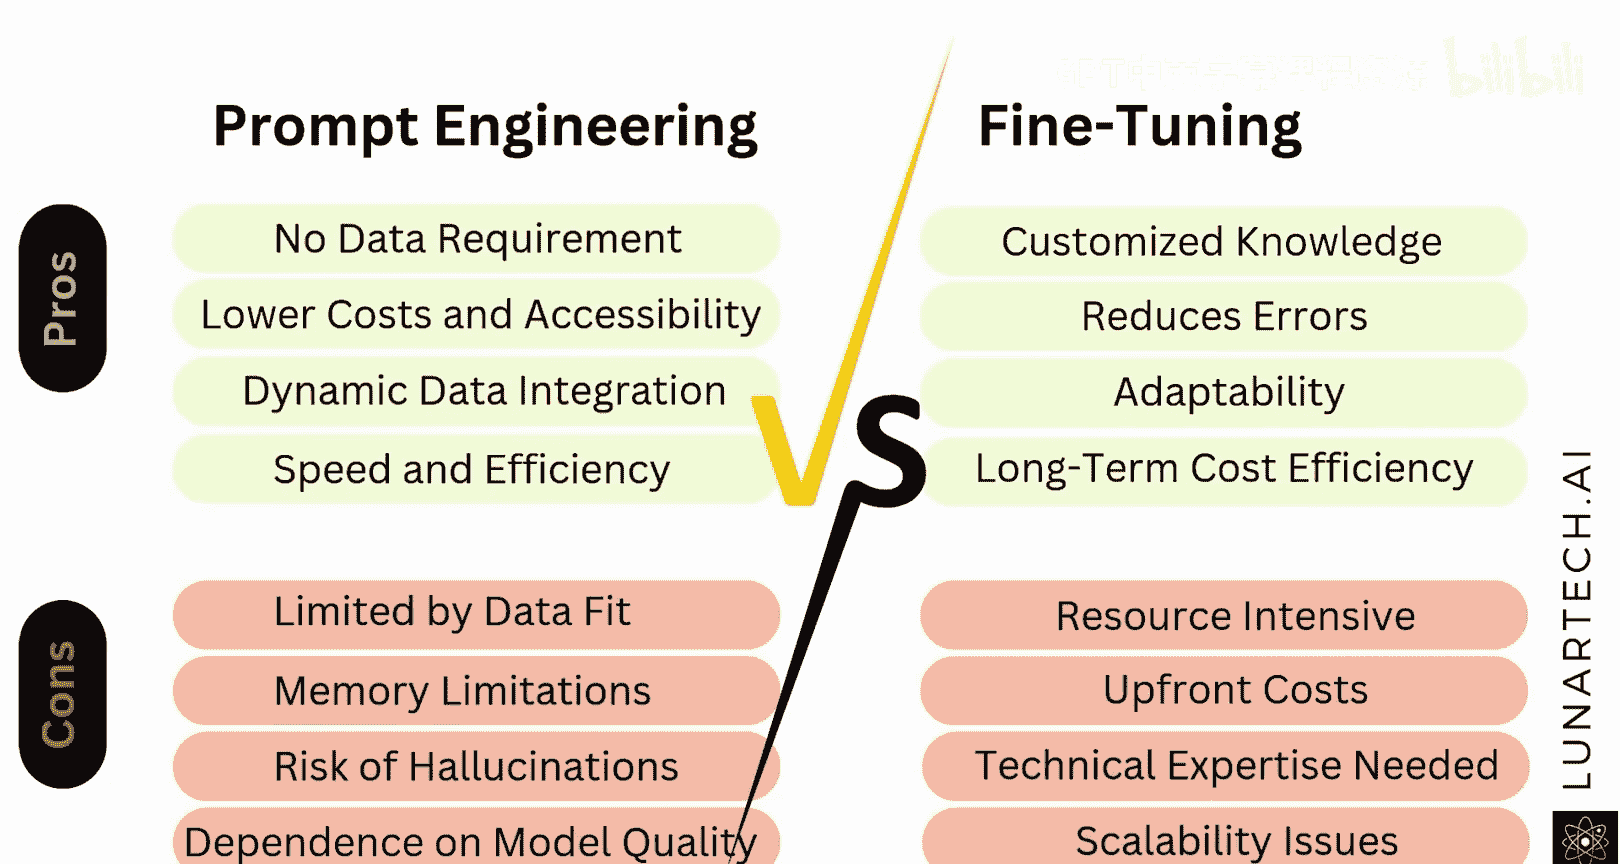 Prompt Engineering
Fine-Tuning
Pros
No Data Requirement
Lower Costs and Accessibility
Dynamic Data Integration
Speed and Efficiency
VS
Customized Knowledge
Reduces Errors
Adaptability
Long-Term Cost Efficiency
Cons
Limited by Data Fit
Memory Limitations
Risk of Hallucinations
Dependence on Model Quality
Resource Intensive
Upfront Costs
Technical Expertise Needed
Scalability Issues
LUNARTECH.AI
bilibili